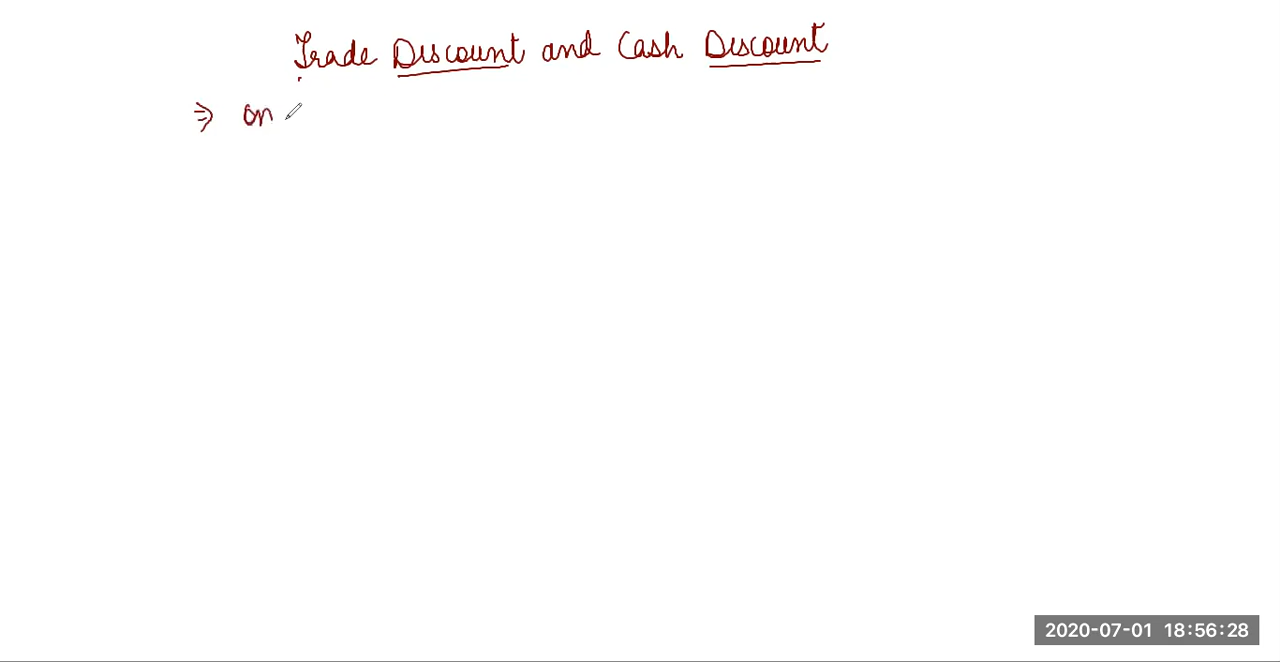 Trade Discount and Cash Discount
⇒ on
2020-07-01 18:56:28